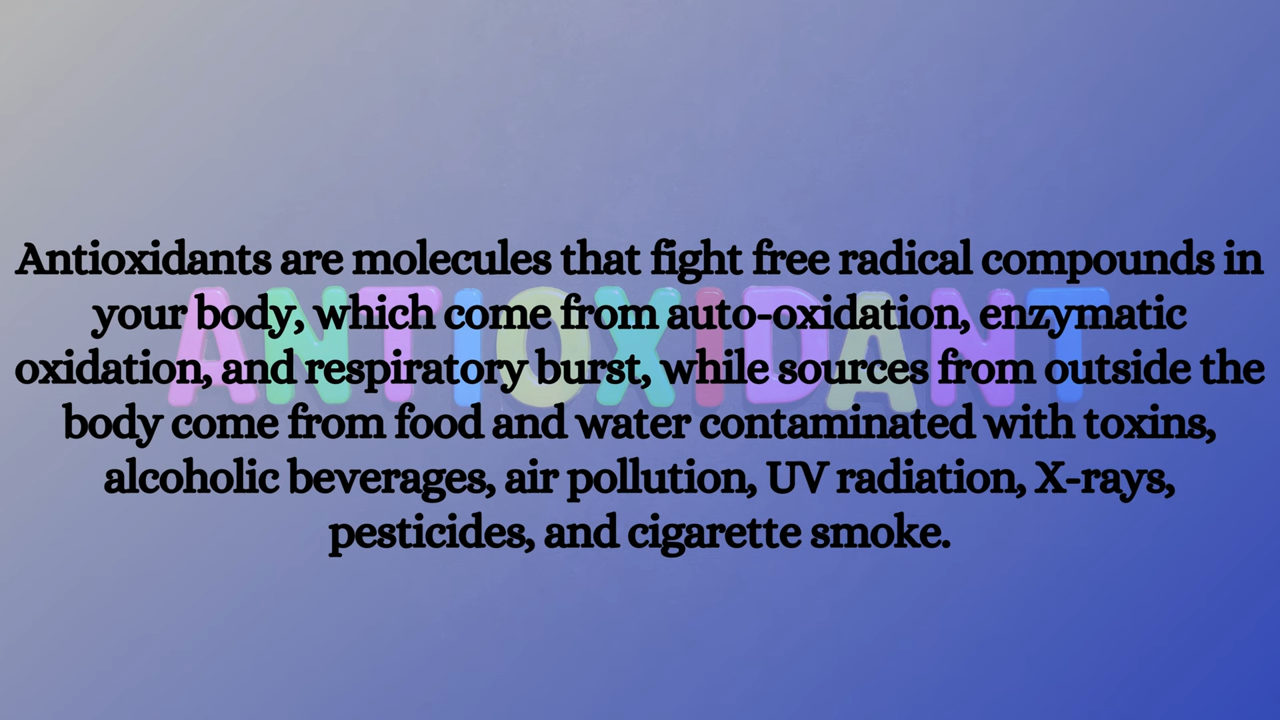 Antioxidants are molecules that fight free radical compounds in
your body, which come from auto-oxidation, enzymatic
oxidation, and respiratory burst, while sources from outside the
body come from food and water contaminated with toxins,
alcoholic beverages, air pollution, UV radiation, X-rays,
pesticides, and cigarette smoke.
ANTIOXIDANT